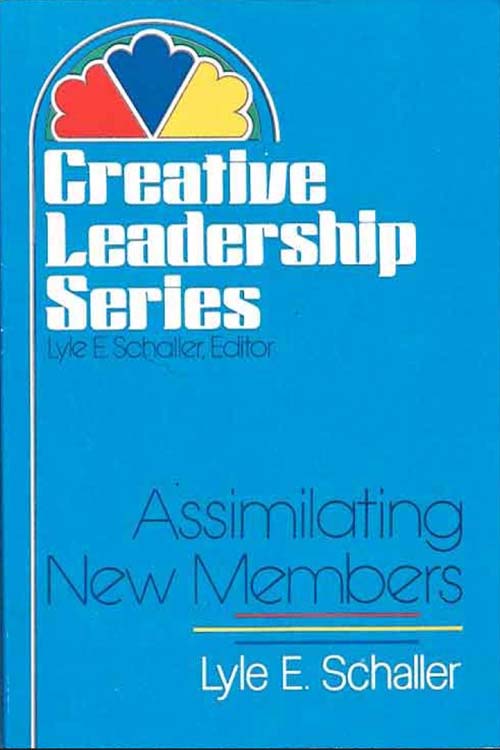 Creative
Leadership
Series
Lyle E. Schaller, Editor
Assimilating
New Members
Lyle E. Schaller